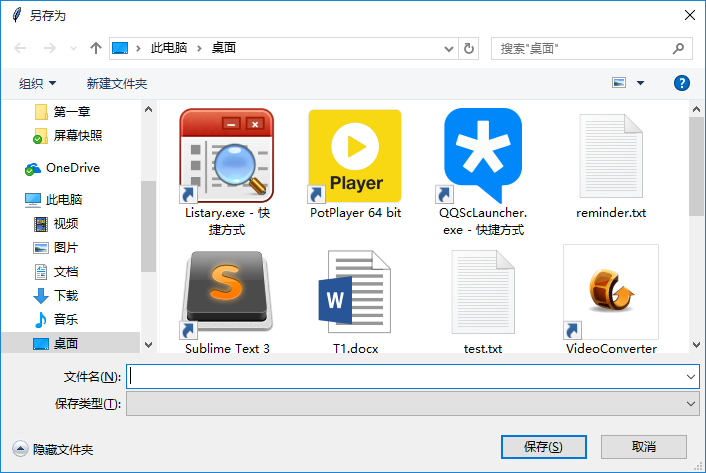 另存为
此电脑 桌面
搜索"桌面"
组织 新建文件夹
第一章
屏幕快照
OneDrive
此电脑
视频
图片
文档
下载
音乐
桌面
Player
Listary.exe - 快
捷方式
PotPlayer 64 bit
QQScLauncher.
exe - 快捷方式
reminder.txt
S
W
Sublime Text 3
T1.docx
test.txt
VideoConverter
文件名(N):
保存类型(T):
隐藏文件夹
保存(S)
取消